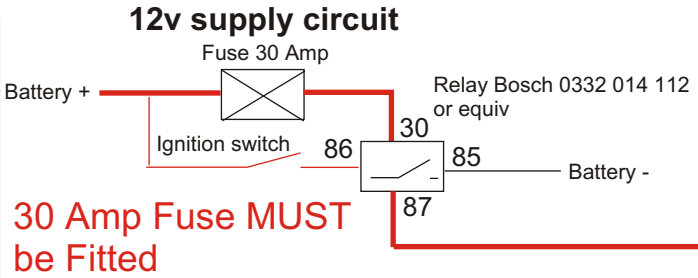 12v supply circuit
Fuse 30 Amp
Battery +
Relay Bosch 0332 014 112
or equiv
30
Ignition switch
86
85
Battery -
87
30 Amp Fuse MUST
be Fitted